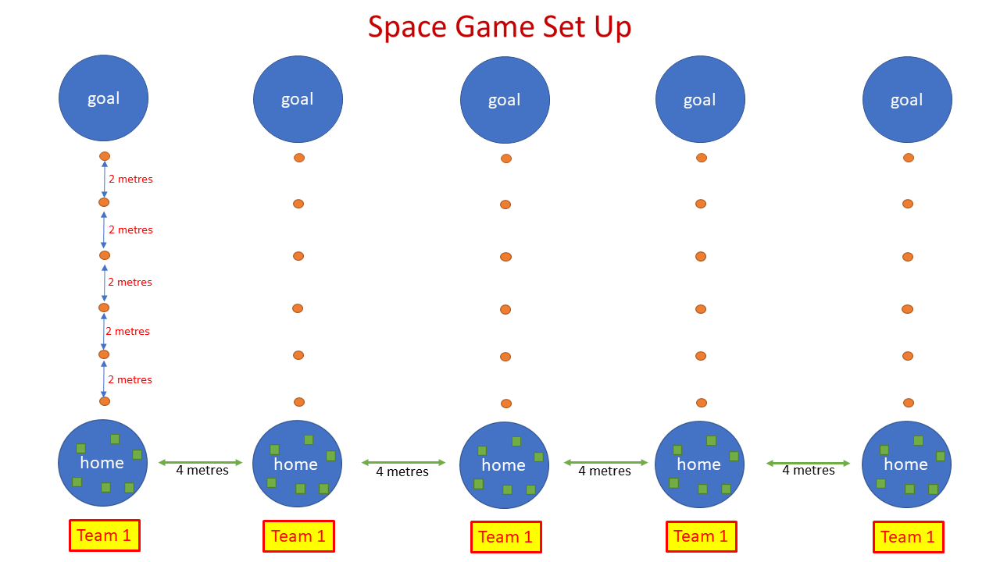 Space Game Set Up
goal goal goal goal goal
2 metres
2 metres
2 metres
2 metres
2 metres
home home home home home
4 metres 4 metres 4 metres 4 metres
Team 1 Team 1 Team 1 Team 1 Team 1